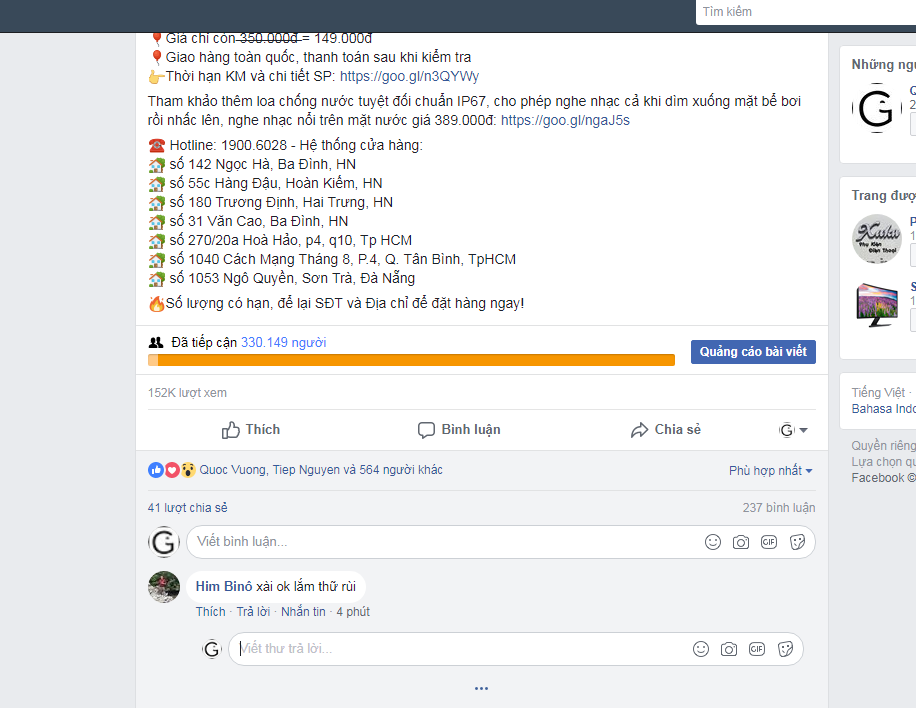 Tìm kiếm
📍Giá chỉ còn 350.000đ = 149.000đ
📍Giao hàng toàn quốc, thanh toán sau khi kiểm tra
👉Thời hạn KM và chi tiết SP: https://goo.gl/n3QYWy
Tham khảo thêm loa chống nước tuyệt đối chuẩn IP67, cho phép nghe nhạc cả khi dìm xuống mặt bể bơi
rồi nhấc lên, nghe nhạc nổi trên mặt nước giá 389.000đ: https://goo.gl/ngaJ5s
☎️ Hotline: 1900.6028 - Hệ thống cửa hàng:
🏡 số 142 Ngọc Hà, Ba Đình, HN
🏡 số 55c Hàng Đậu, Hoàn Kiếm, HN
🏡 số 180 Trương Định, Hai Trưng, HN
🏡 số 31 Văn Cao, Ba Đình, HN
🏡 số 270/20a Hoà Hảo, p4, q10, Tp HCM
🏡 số 1040 Cách Mạng Tháng 8, P.4, Q. Tân Bình, TpHCM
🏡 số 1053 Ngô Quyền, Sơn Trà, Đà Nẵng
🔥Số lượng có hạn, để lại SĐT và Địa chỉ để đặt hàng ngay!
Đã tiếp cận 330.149 người
Quảng cáo bài viết
152K lượt xem
Thích Bình luận Chia sẻ
Quoc Vuong, Tiep Nguyen và 564 người khác
Phù hợp nhất
41 lượt chia sẻ
237 bình luận
Viết bình luận...
GIF
Him Binô xài ok lắm thữ rùi
Thích · Trả lời · Nhắn tin · 4 phút
Viết thư trả lời...
GIF
Những
Trang
Xuka
Phụ Kiện
Điện Thoại
Tiếng Việt ·
Bahasa
Quyền riêng
Lựa chọn
Facebook ©